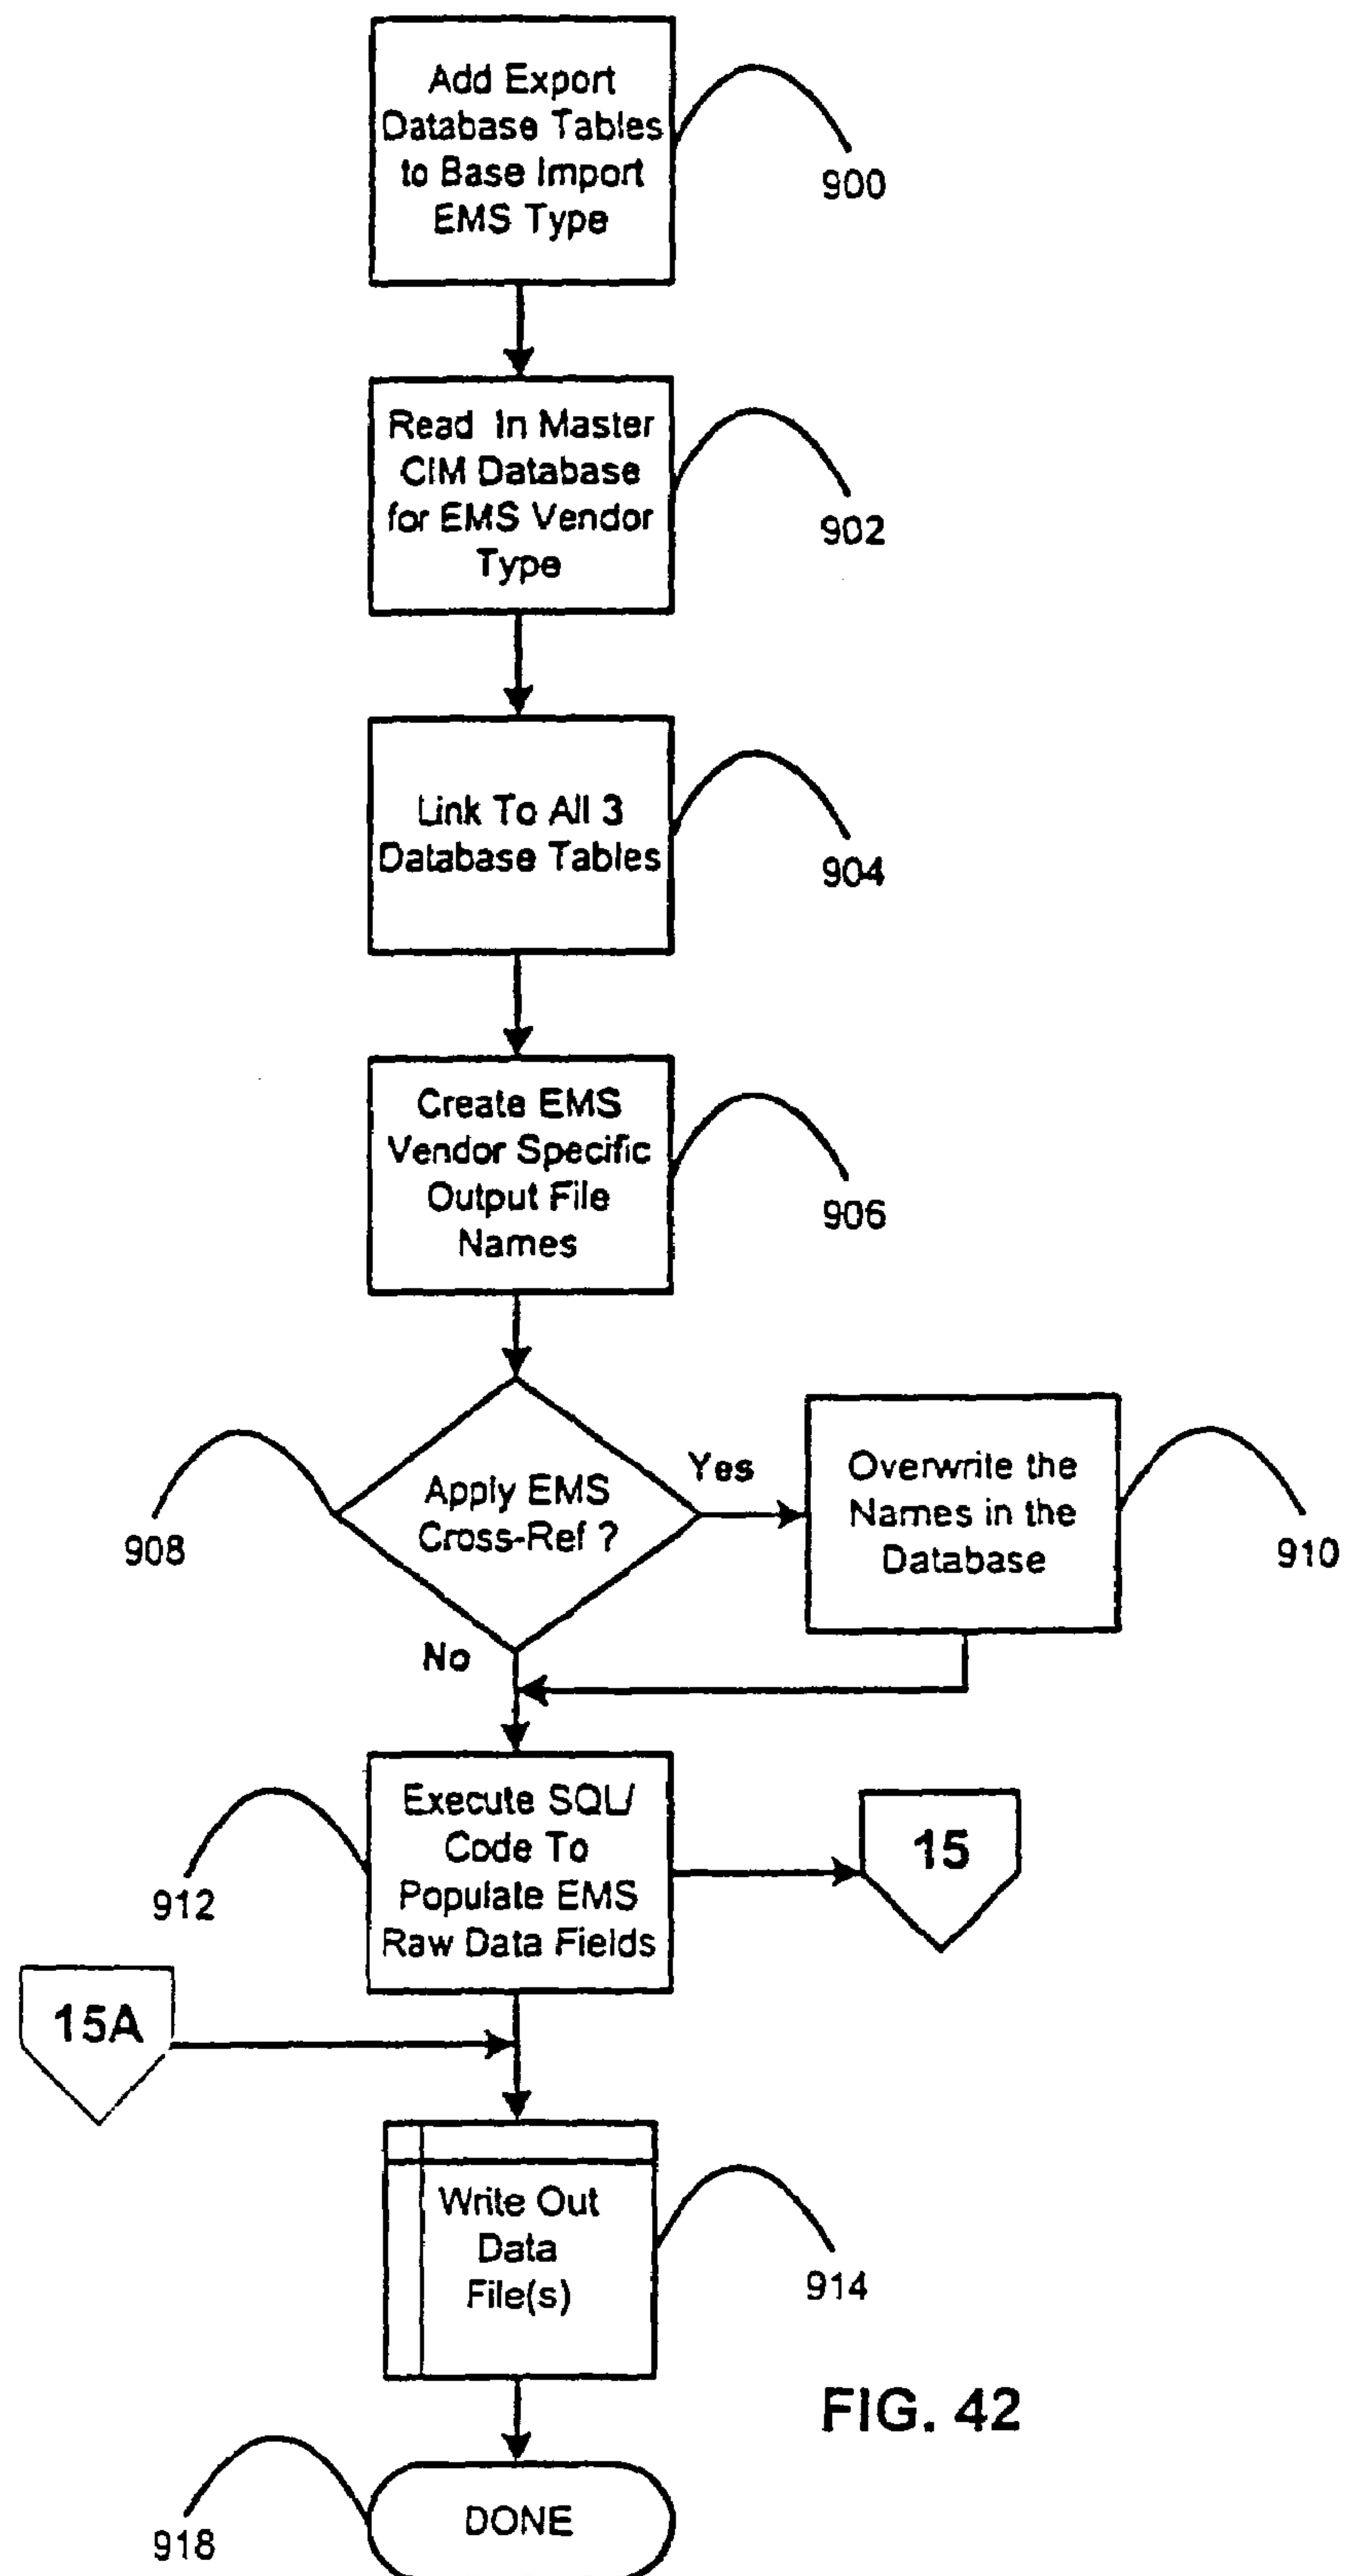 Add Export
Database Tables
to Base Import
EMS Type
900
Read In Master
CIM Database
for EMS Vendor
Type
902
Link To All 3
Database Tables
904
Create EMS
Vendor Specific
Output File
Names
906
Apply EMS
Cross-Ref ?
908
Yes
Overwrite the
Names in the
Database
910
No
Execute SQL/
Code To
Populate EMS
Raw Data Fields
912
15
15A
Write Out
Data
File(s)
914
FIG. 42
DONE
918